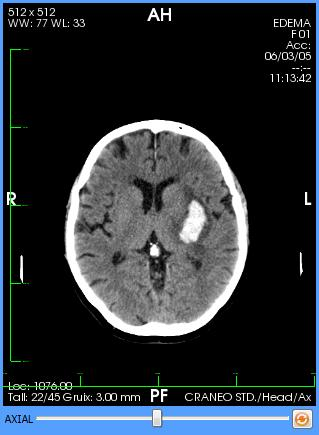 512 x 512
WW: 77 WL: 33
AH
EDEMA
F01
Acc:
06/03/05
--:--
11:13:42
R
L
Loc: 1076.00
Tall: 22/45 Gruix: 3.00 mm
PF
CRANEO STD./Head/Ax
AXIAL